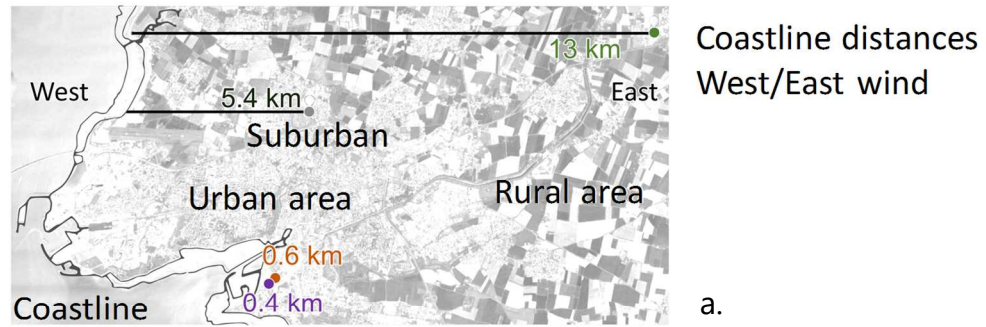 13 km
Coastline distances
West/East wind
West
5.4 km
East
Suburban
Urban area
Rural area
0.6 km
0.4 km
Coastline
a.